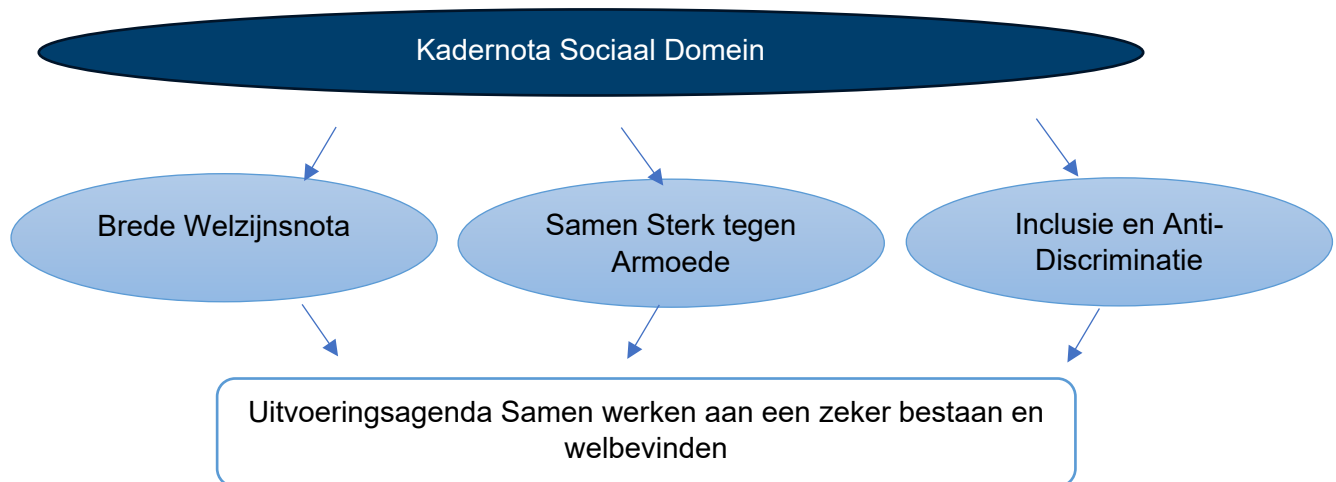 Kadernota Sociaal Domein
Brede Welzijnsnota
Samen Sterk tegen
Armoede
Inclusie en Anti-
Discriminatie
Uitvoeringsagenda Samen werken aan een zeker bestaan en
welbevinden